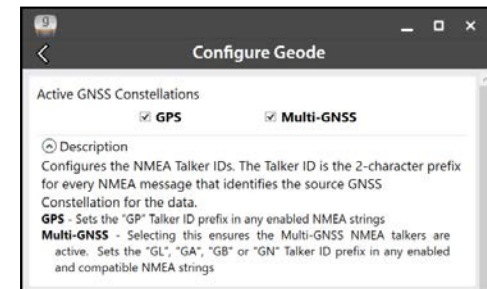 Configure Geode
Active GNSS Constellations
GPS Multi-GNSS
Description
Configures the NMEA Talker IDs. The Talker ID is the 2-character prefix
for every NMEA message that identifies the source GNSS
Constellation for the data.
GPS - Sets the "GP" Talker ID prefix in any enabled NMEA strings
Multi-GNSS - Selecting this ensures the Multi-GNSS NMEA talkers are
active. Sets the "GL", "GA", "GB" or "GN" Talker ID prefix in any enabled
and compatible NMEA strings